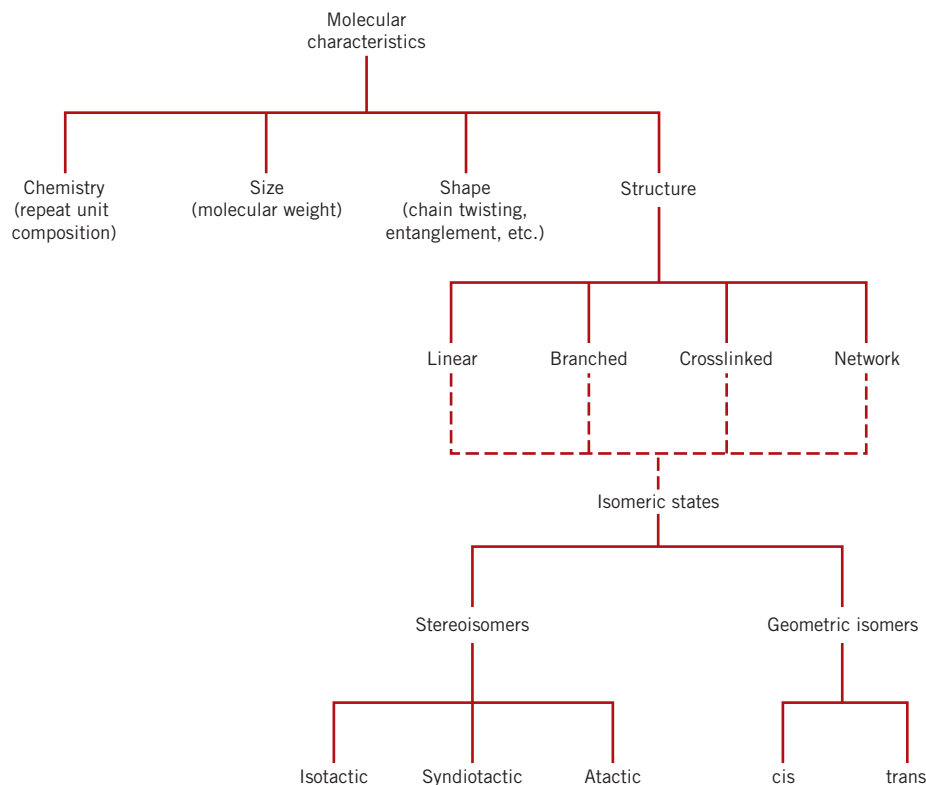 Molecular
characteristics
Chemistry
(repeat unit
composition)
Size
(molecular weight)
Shape
(chain twisting,
entanglement, etc.)
Structure
Linear
Branched
Crosslinked
Network
Isomeric states
Stereoisomers
Geometric isomers
Isotactic
Syndiotactic
Atactic
cis
trans